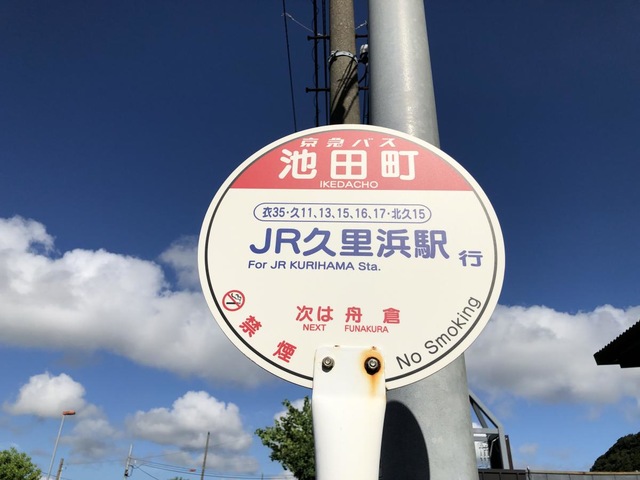 京急バス
池田町
IKEDACHO
衣35・久11、13、15、16、17・北久15
JR久里浜駅 行
For JR KURIHAMA Sta.
次は 舟倉
NEXT FUNAKURA
禁煙
No Smoking